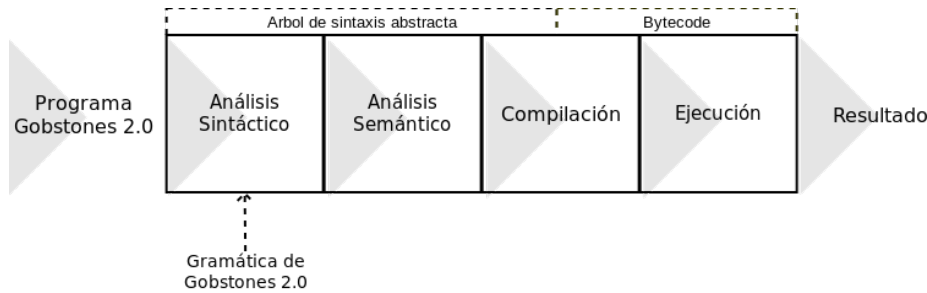 Arbol de sintaxis abstracta
Bytecode
Programa
Gobstones 2.0
Análisis
Sintáctico
Análisis
Semántico
Compilación
Ejecución
Resultado
Gramática de
Gobstones 2.0